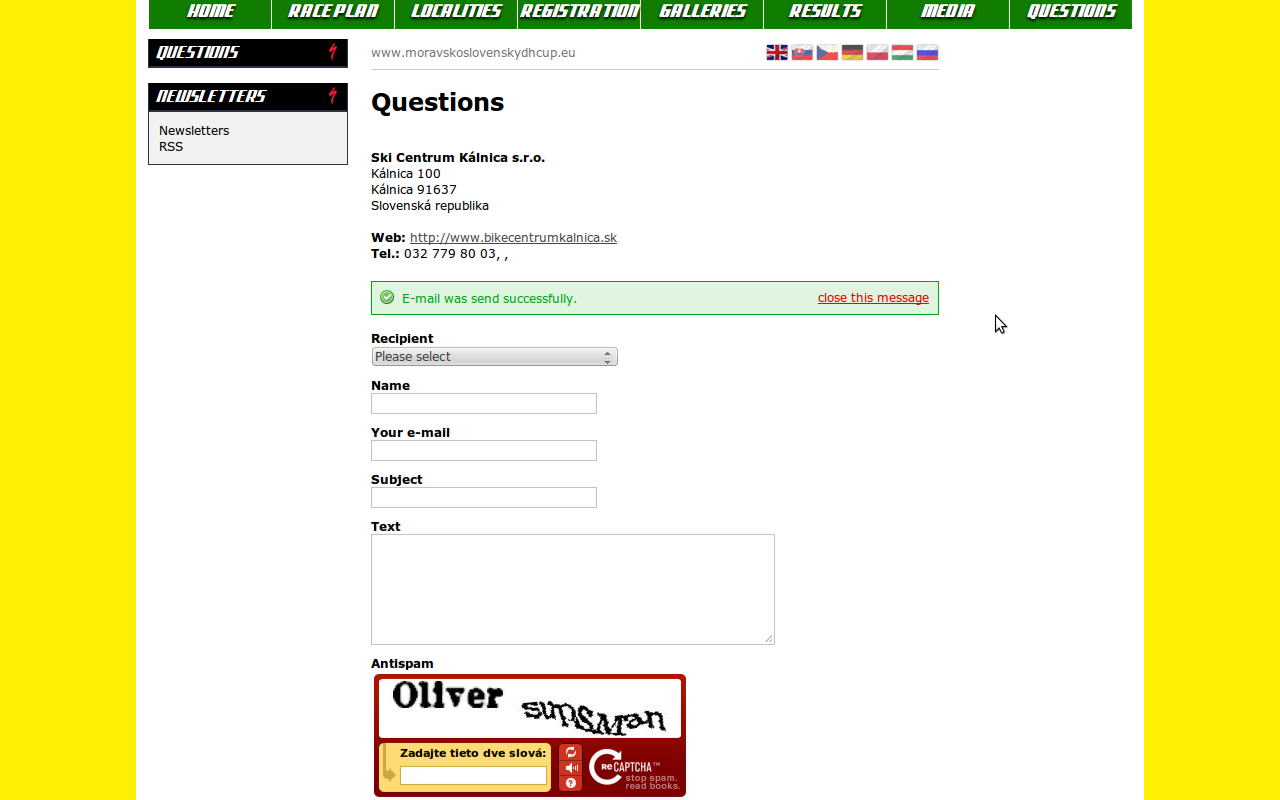 HOME RACE PLAN LOCALITIES REGISTRATION GALLERIES RESULTS MEDIA QUESTIONS
QUESTIONS
NEWSLETTERS
Newsletters
RSS
www.moravskoslovenskydhcup.eu
Questions
Ski Centrum Kálnica s.r.o.
Kálnica 100
Kálnica 91637
Slovenská republika
Web: http://www.bikecentrumkalnica.sk
Tel.: 032 779 80 03, ,
E-mail was send successfully. close this message
Recipient
Please select
Name
Your e-mail
Subject
Text
Antispam
Oliver
Zadajte tieto dve slová:
reCAPTCHA™
stop spam.
read books.